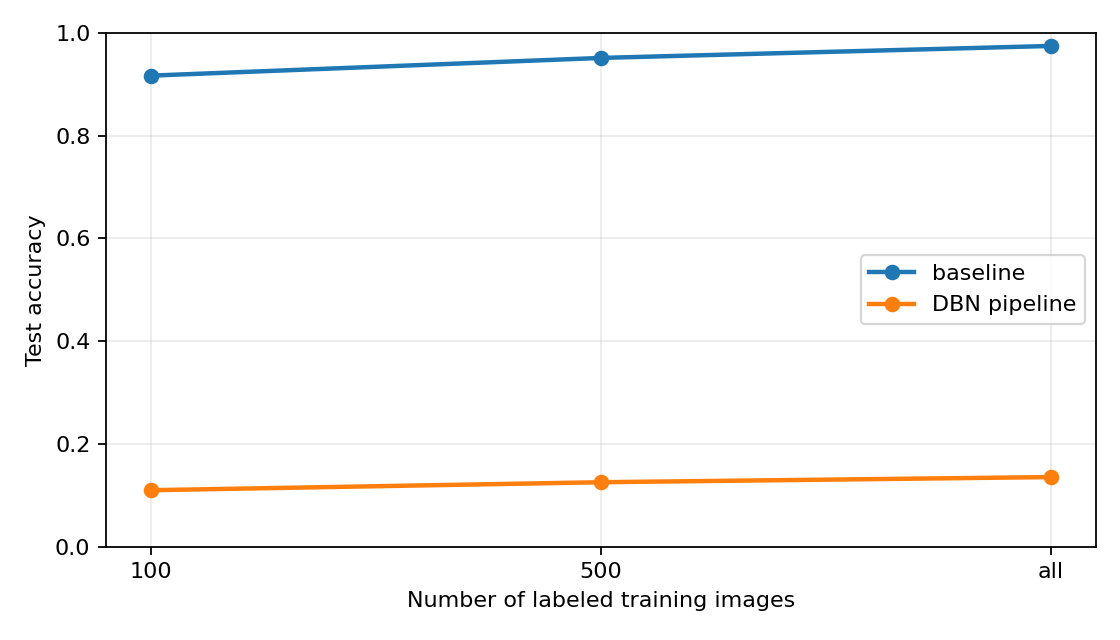 1.0
0.8
0.6
0.4
0.2
0.0
Test accuracy
baseline
DBN pipeline
100 500 all
Number of labeled training images